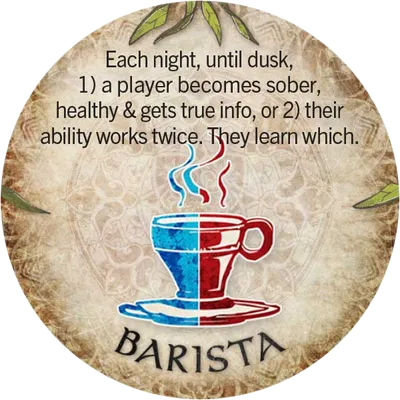 Each night, until dusk,
1) a player becomes sober,
healthy & gets true info, or 2) their
ability works twice. They learn which.
BARISTA